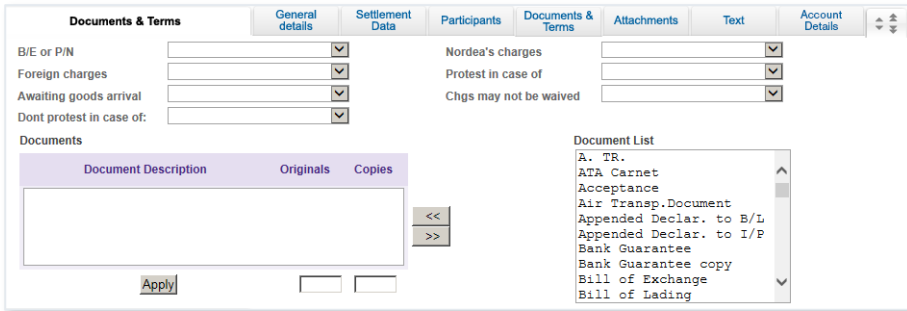 Documents & Terms
General details
Settlement Data
Participants
Documents & Terms
Attachments
Text
Account Details
B/E or P/N
Nordea's charges
Foreign charges
Protest in case of
Awaiting goods arrival
Chgs may not be waived
Dont protest in case of:
Documents
Document List
Document Description Originals Copies
<<
>>
Apply
A. TR.
ATA Carnet
Acceptance
Air Transp.Document
Appended Declar. to B/L
Appended Declar. to I/P
Bank Guarantee
Bank Guarantee copy
Bill of Exchange
Bill of Lading